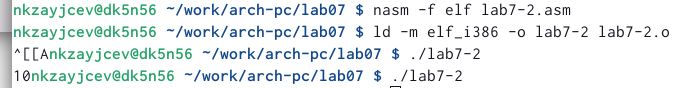 nkzayjcev@dk5n56 ~/work/arch-pc/lab07 $ nasm -f elf lab7-2.asm
nkzayjcev@dk5n56 ~/work/arch-pc/lab07 $ ld -m elf_i386 -o lab7-2 lab7-2.o
^[[Ankzayjcev@dk5n56 ~/work/arch-pc/lab07 $ ./lab7-2
10nkzayjcev@dk5n56 ~/work/arch-pc/lab07 $ ./lab7-2